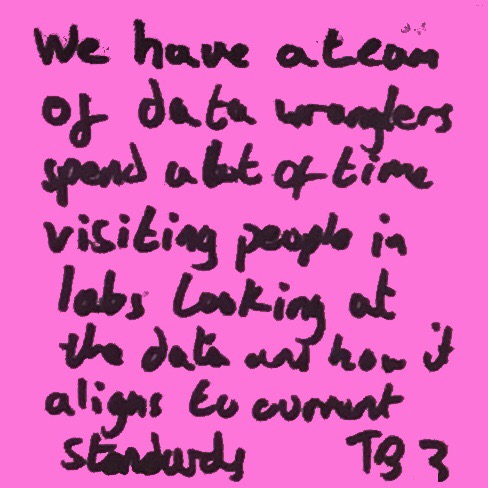 We have a team
of data wranglers
spend a lot of time
visiting people in
labs looking at
the data and how it
aligns to current
standards TB 3